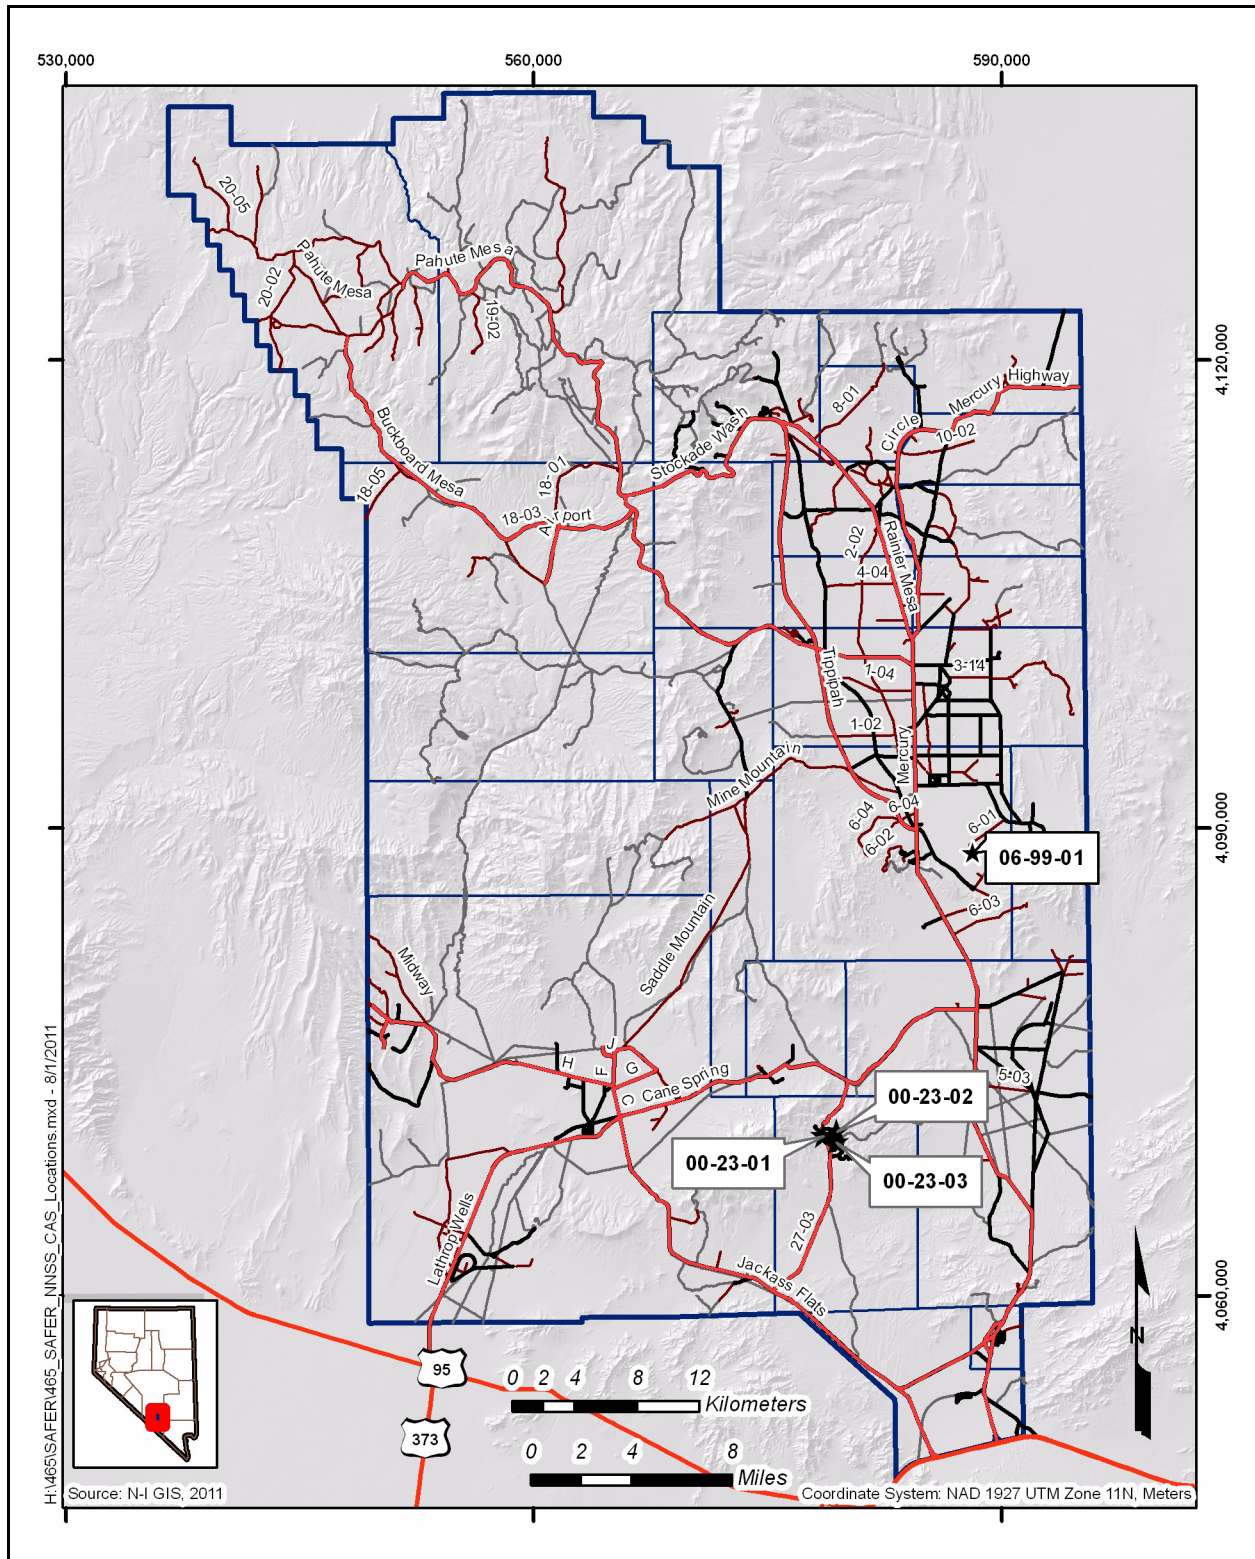 530,000
560,000
590,000
4,120,000
4,090,000
4,060,000
20-05
Pahute Mesa
Pahute Mesa
20-02
19-02
Buckboard Mesa
18-05
18-01
18-03
Airport
Stockade Wash
8-01
Circle
Mercury Highway
10-02
2-02
Rainier Mesa
4-04
3-14
1-04
Tippipah
1-02
Mercury
Mine Mountain
6-04
6-04
6-02
6-01
06-99-01
6-03
Saddle Mountain
Midway
J
H
F
G
C
Cane Spring
5-03
00-23-02
00-23-01
00-23-03
27-03
Lathrop Wells
Jackass Flats
N
95
373
0 2 4 8 12
Kilometers
0 2 4 8
Miles
H:\465\SAFER\465_SAFER_NNSS_CAS_Locations.mxd - 8/1/2011
Source: N-I GIS, 2011
Coordinate System: NAD 1927 UTM Zone 11N, Meters